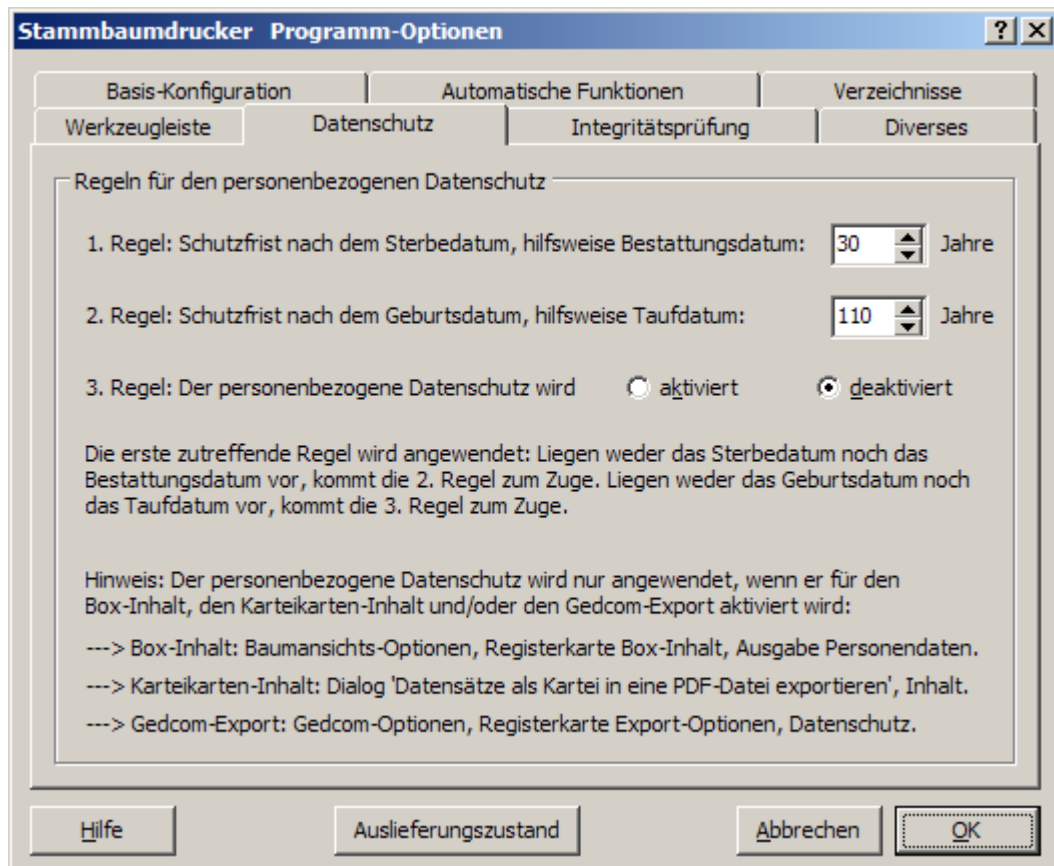 Stammbaumdrucker Programm-Optionen
Basis-Konfiguration Automatische Funktionen Verzeichnisse
Werkzeugleiste Datenschutz Integritätsprüfung Diverses
Regeln für den personenbezogenen Datenschutz
1. Regel: Schutzfrist nach dem Sterbedatum, hilfsweise Bestattungsdatum: 30 Jahre
2. Regel: Schutzfrist nach dem Geburtsdatum, hilfsweise Taufdatum: 110 Jahre
3. Regel: Der personenbezogene Datenschutz wird aktiviert deaktiviert
Die erste zutreffende Regel wird angewendet: Liegen weder das Sterbedatum noch das
Bestattungsdatum vor, kommt die 2. Regel zum Zuge. Liegen weder das Geburtsdatum noch
das Taufdatum vor, kommt die 3. Regel zum Zuge.
Hinweis: Der personenbezogene Datenschutz wird nur angewendet, wenn er für den
Box-Inhalt, den Karteikarten-Inhalt und/oder den Gedcom-Export aktiviert wird:
---> Box-Inhalt: Baumansichts-Optionen, Registerkarte Box-Inhalt, Ausgabe Personendaten.
---> Karteikarten-Inhalt: Dialog 'Datensätze als Kartei in eine PDF-Datei exportieren', Inhalt.
---> Gedcom-Export: Gedcom-Optionen, Registerkarte Export-Optionen, Datenschutz.
Hilfe Auslieferungszustand Abbrechen OK